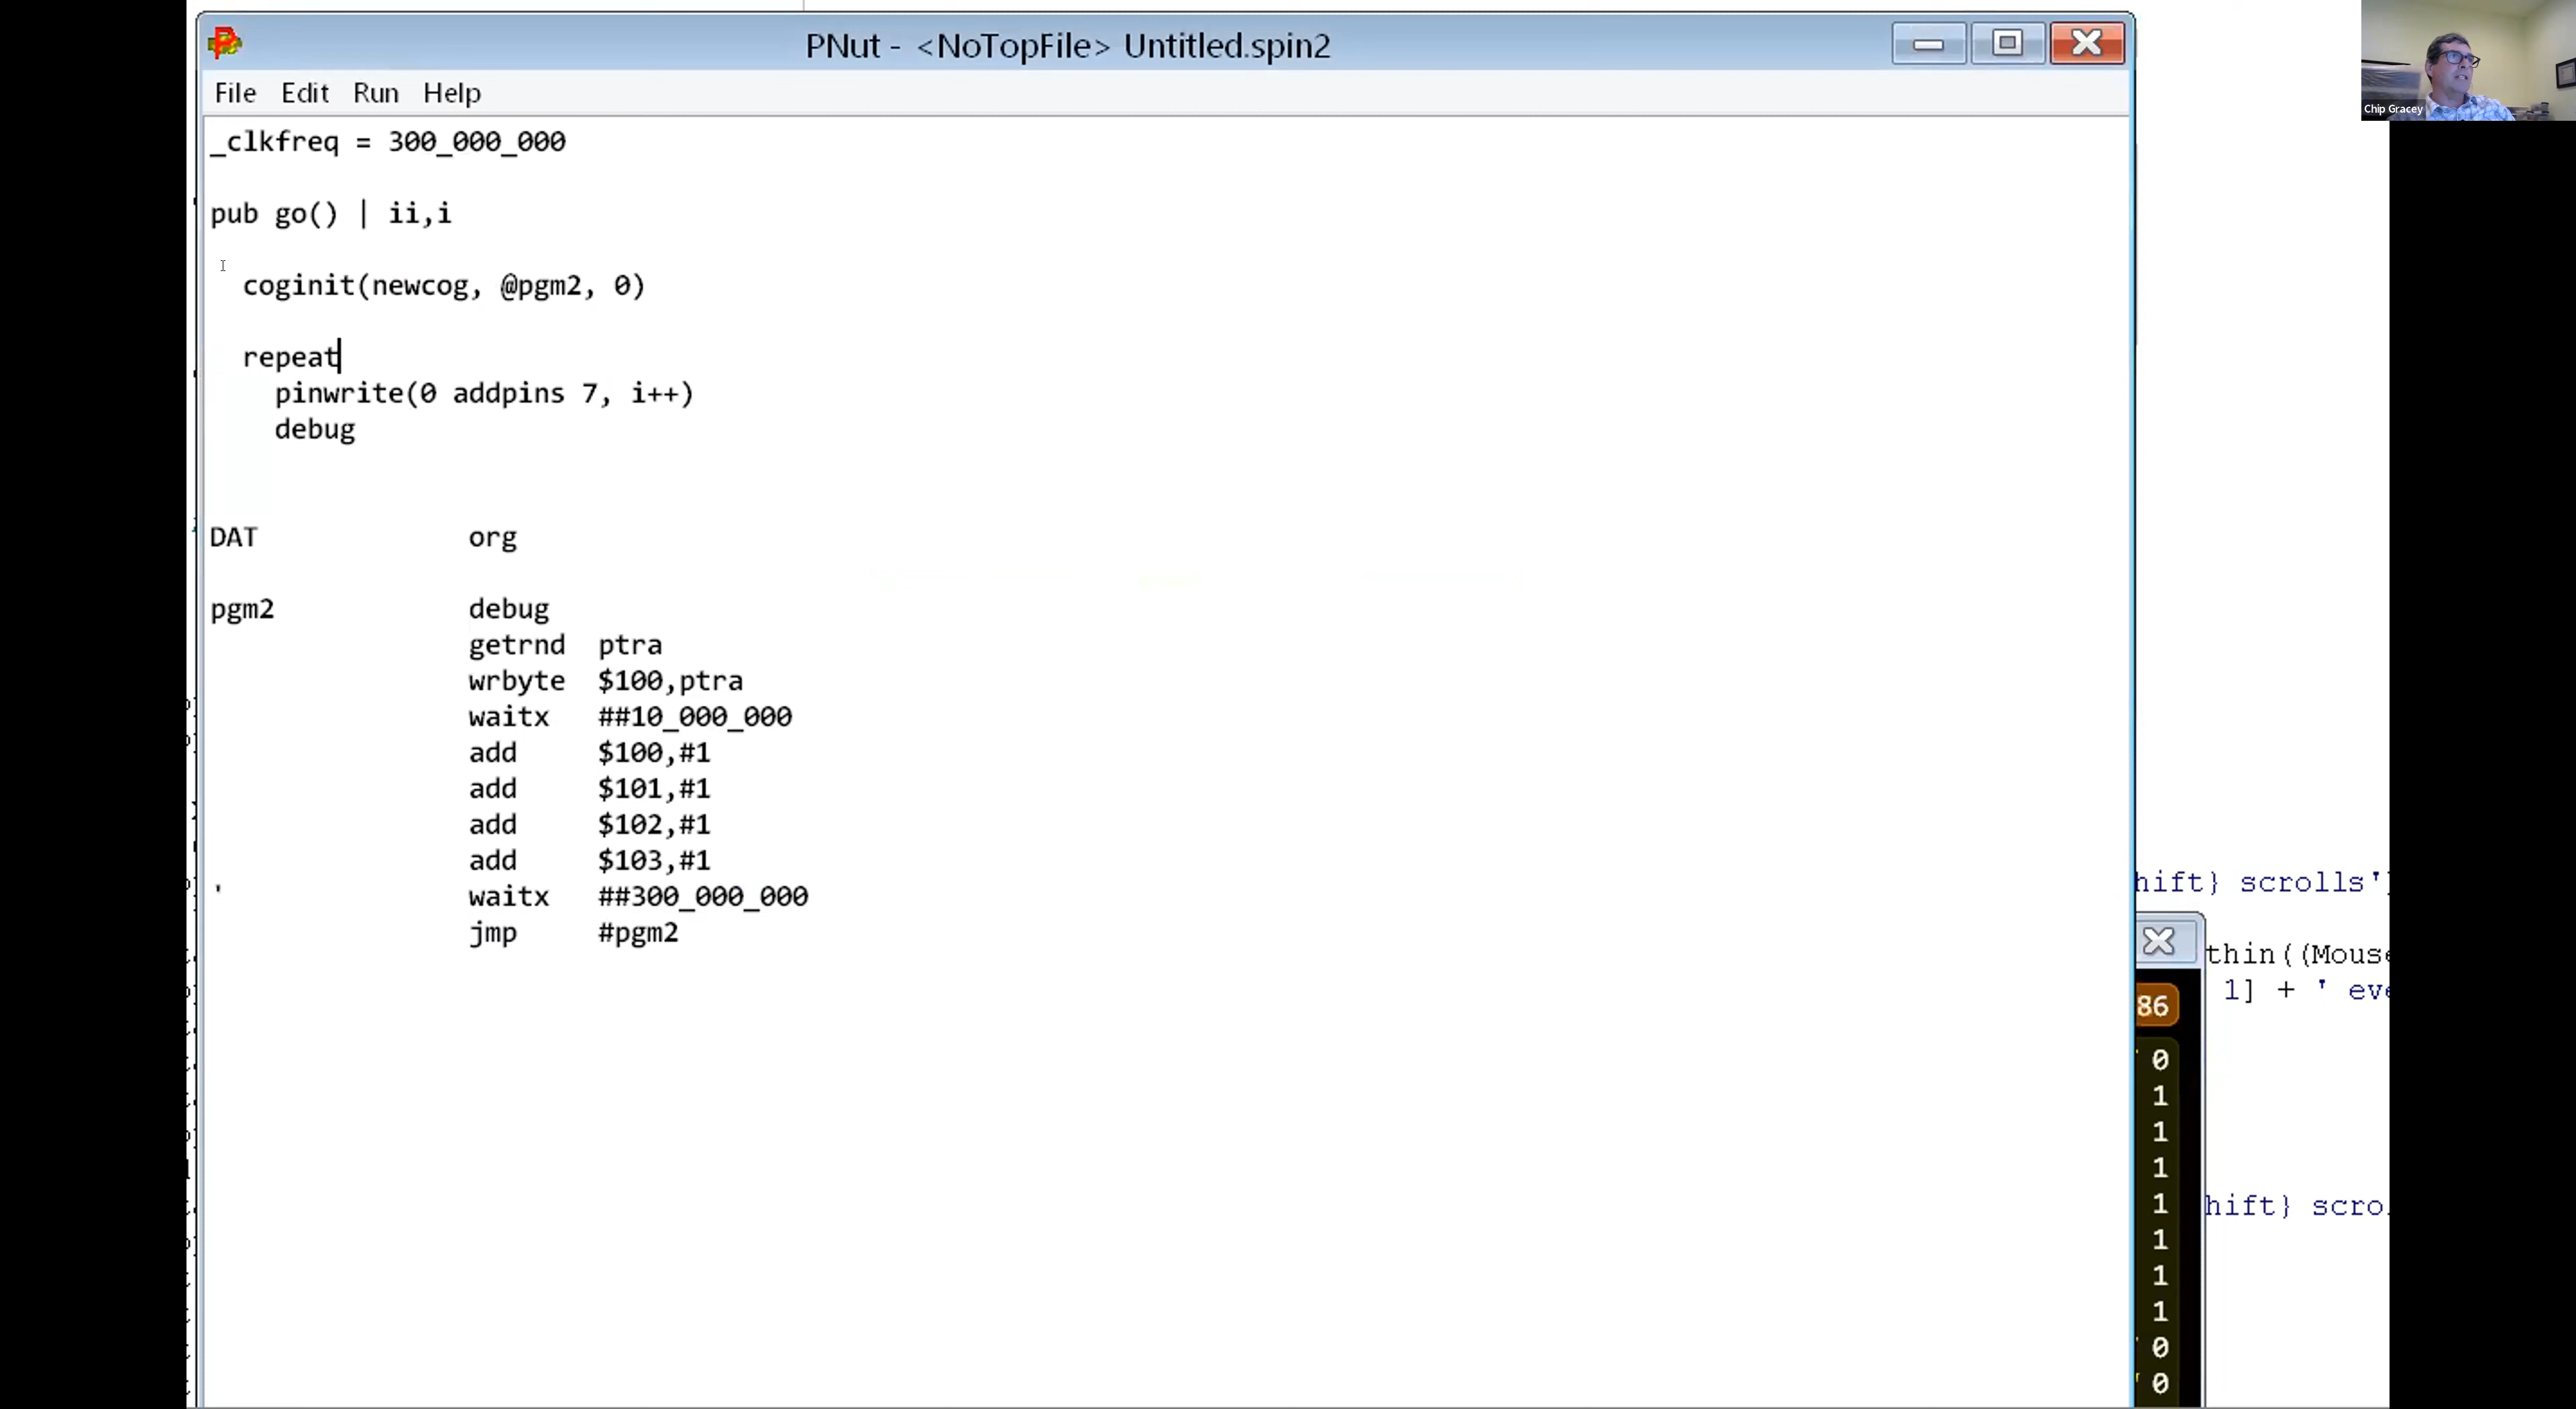 PNut - <NoTopFile> Untitled.spin2
Chip Gracey
File Edit Run Help
_clkfreq = 300_000_000
pub go() | ii,i
coginit(newcog, @pgm2, 0)
repeat
pinwrite(0 addpins 7, i++)
debug
DAT org
pgm2 debug
getrnd ptra
wrbyte $100,ptra
waitx ##10_000_000
add $100,#1
add $101,#1
add $102,#1
add $103,#1
' waitx ##300_000_000
jmp #pgm2
hift} scrolls'
thin((Mouse
1] + ' eve
86
0
1
1
1
1
1
1
1
0
0
hift} scro